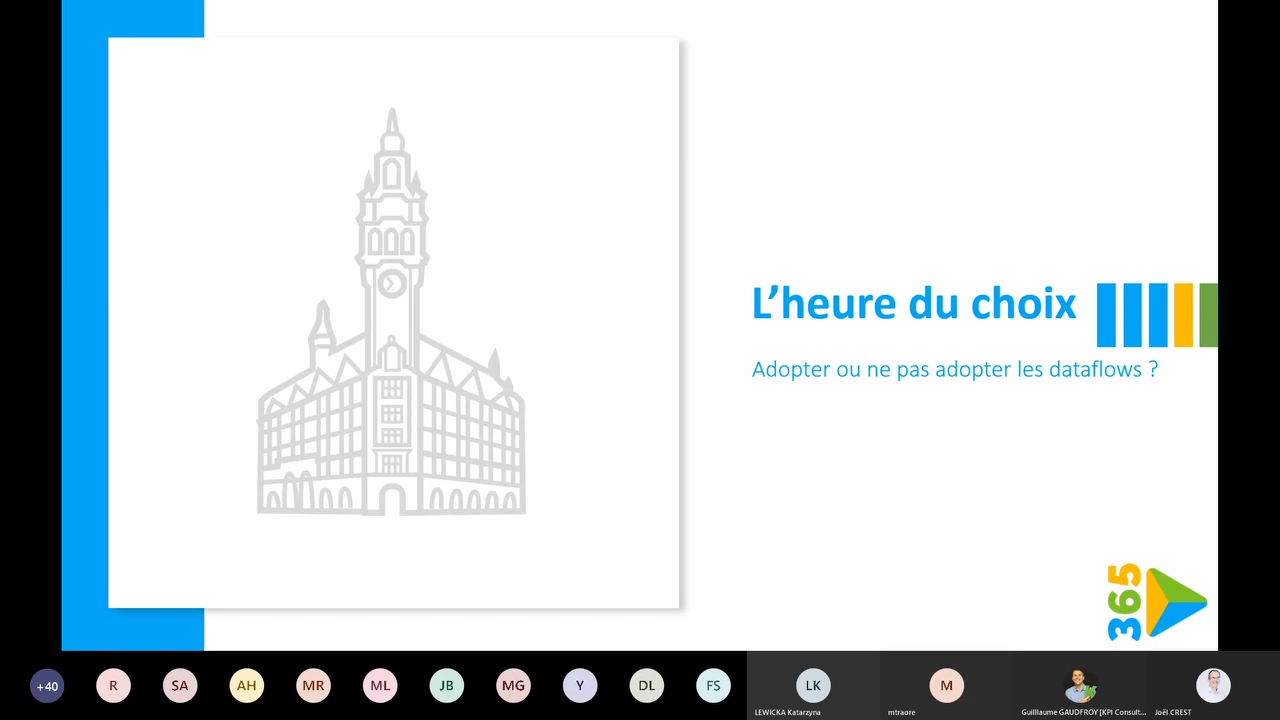 L’heure du choix
Adopter ou ne pas adopter les dataflows ?
365
+40
R
SA
AH
MR
ML
JB
MG
Y
DL
FS
LK
LEWICKA Katarzyna
M
mtraore
Guilllaume GAUDFROY [KPI Consult...
Joël CREST